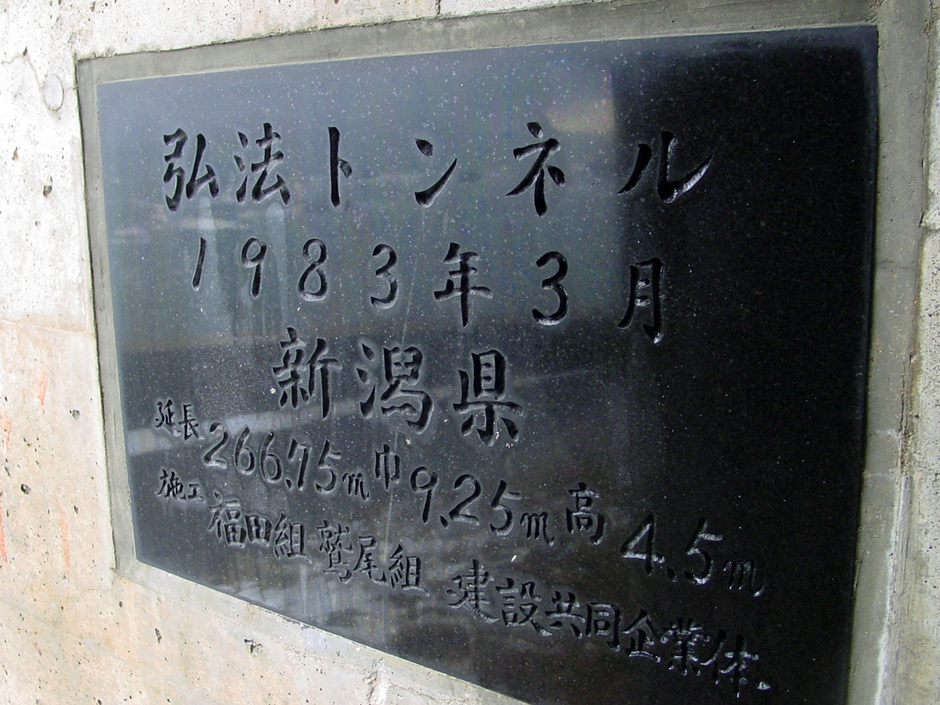 弘法トンネル
1983年3月
新潟県
延長266.75m巾9.25m高4.5m
施工 福田組 鷲尾組 建設共同企業体.